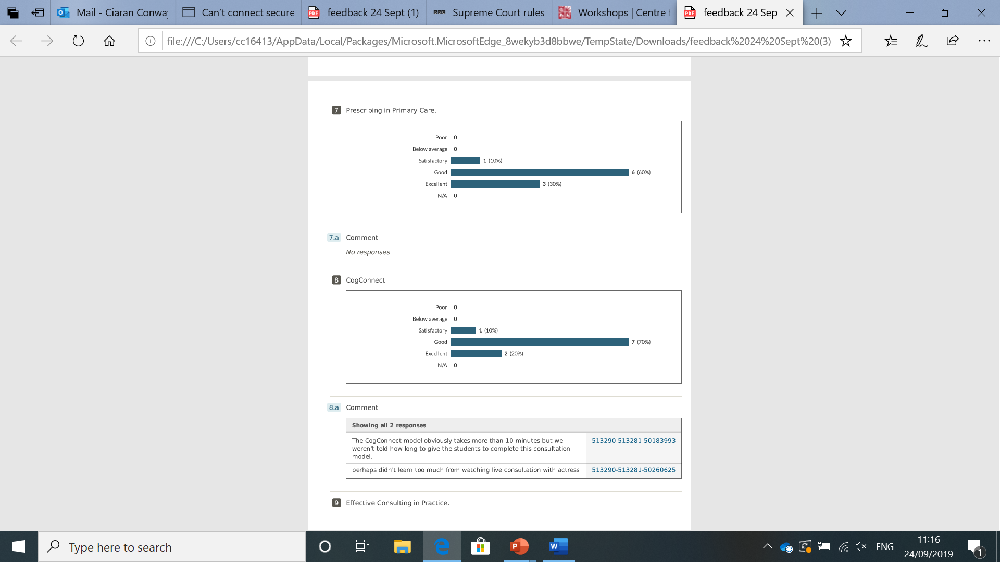 Mail - Ciaran Conway
Can't connect secure
feedback 24 Sept (1)
BBC
Supreme Court rules
Workshops | Centre
feedback 24 Sep
file:///C:/Users/cc16413/AppData/Local/Packages/Microsoft.MicrosoftEdge_8wekyb3d8bbwe/TempState/Downloads/feedback%2024%20Sept%20(3)
7 Prescribing in Primary Care.
Poor 0
Below average 0
Satisfactory 1 (10%)
Good 6 (60%)
Excellent 3 (30%)
N/A 0
7.a Comment
No responses
8 CogConnect
Poor 0
Below average 0
Satisfactory 1 (10%)
Good 7 (70%)
Excellent 2 (20%)
N/A 0
8.a Comment
Showing all 2 responses
The CogConnect model obviously takes more than 10 minutes but we 513290-513281-50183993
weren't told how long to give the students to complete this consultation
model.
perhaps didn't learn too much from watching live consultation with actress 513290-513281-50260625
9 Effective Consulting in Practice.
Type here to search
ENG
11:16
24/09/2019
1